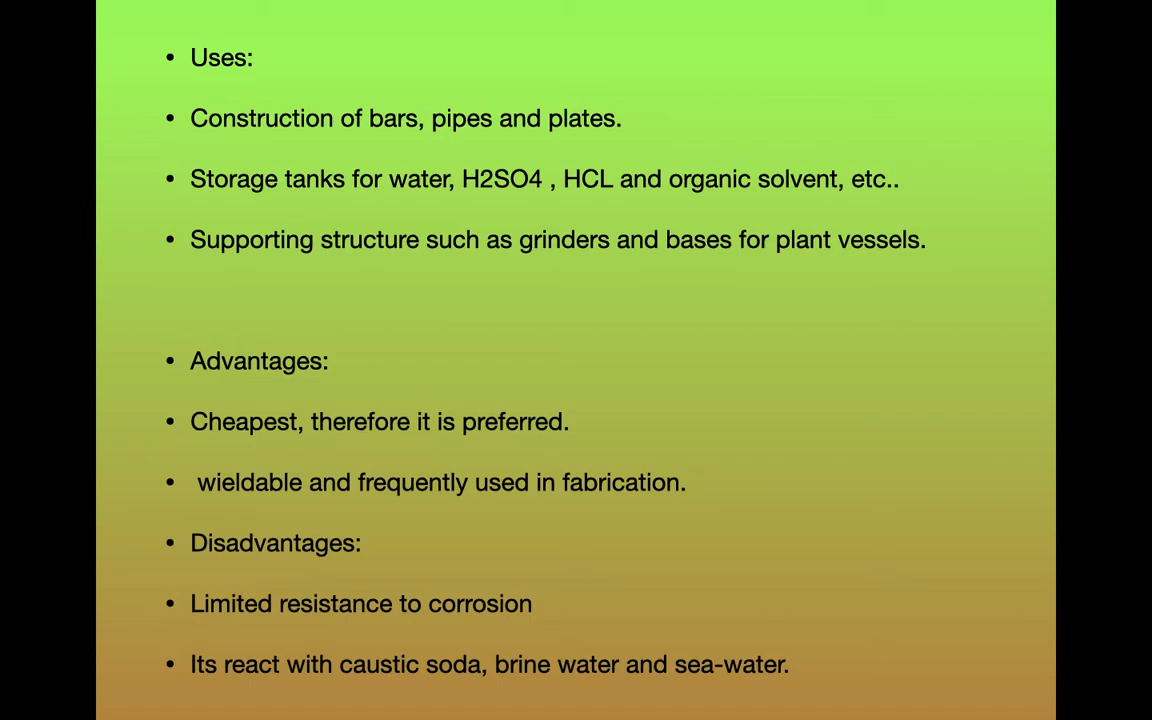 • Uses:
• Construction of bars, pipes and plates.
• Storage tanks for water, H2SO4 , HCL and organic solvent, etc..
• Supporting structure such as grinders and bases for plant vessels.
• Advantages:
• Cheapest, therefore it is preferred.
• wieldable and frequently used in fabrication.
• Disadvantages:
• Limited resistance to corrosion
• Its react with caustic soda, brine water and sea-water.